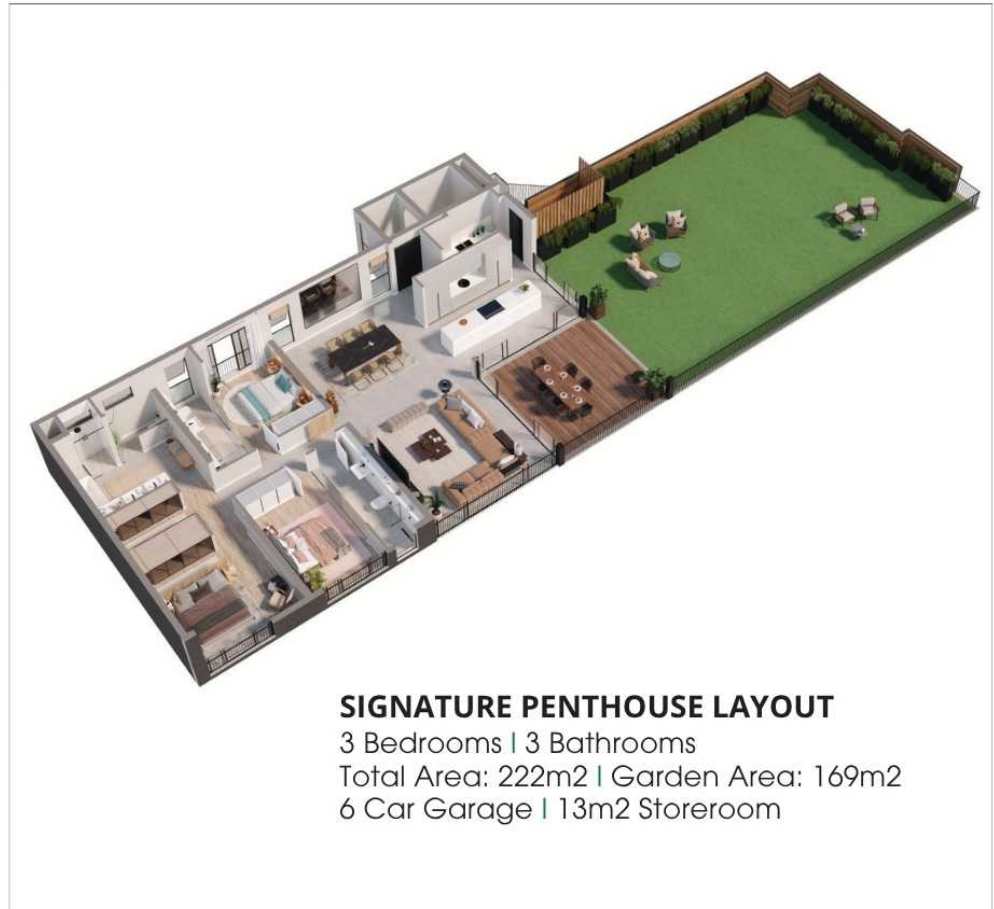 SIGNATURE PENTHOUSE LAYOUT
3 Bedrooms | 3 Bathrooms
Total Area: 222m2 | Garden Area: 169m2
6 Car Garage | 13m2 Storeroom